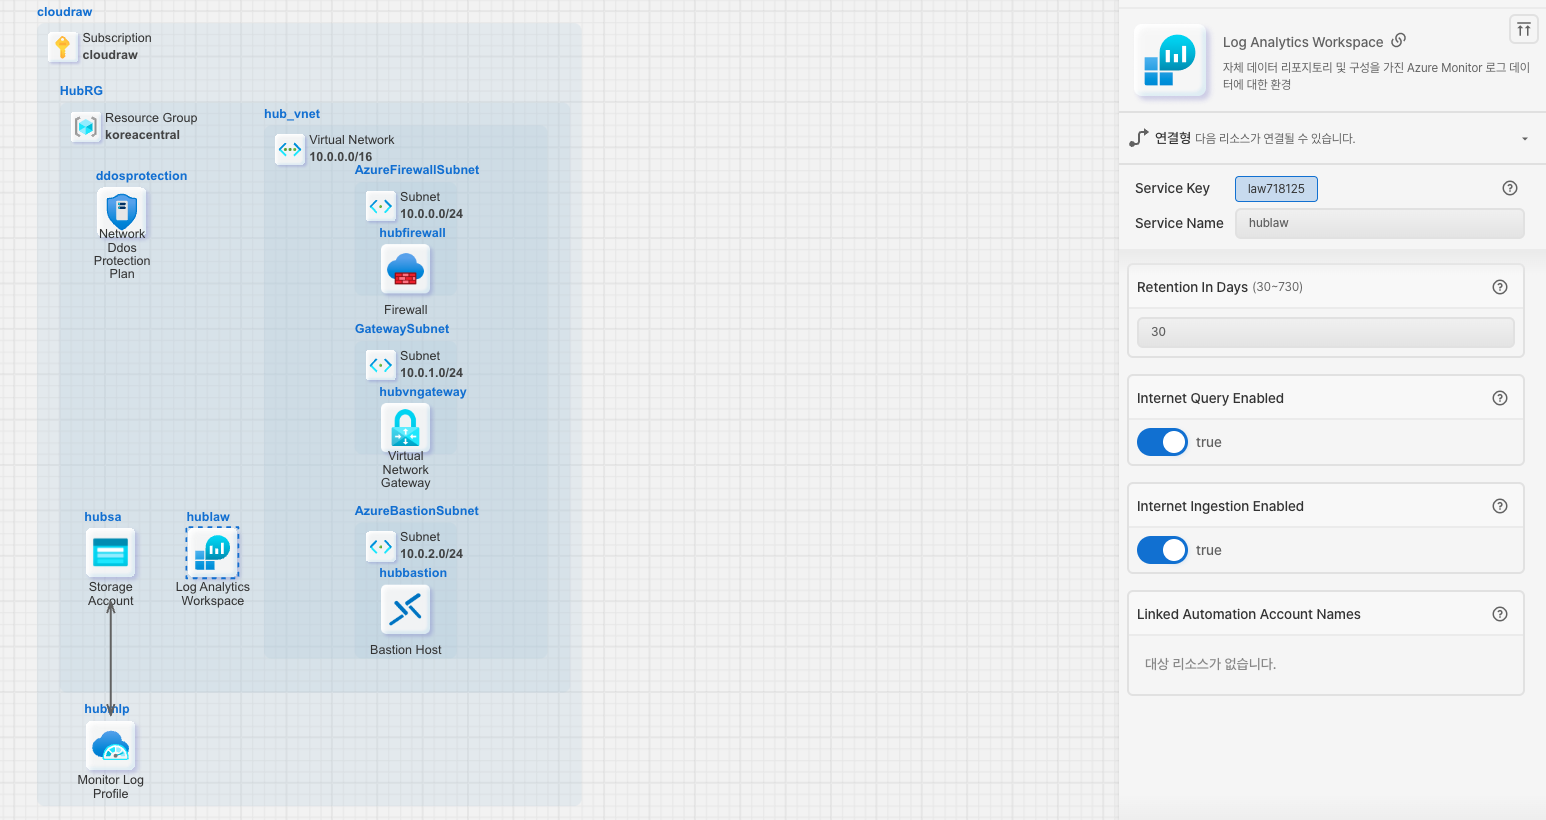 cloudraw
Subscription
cloudraw
HubRG
Resource Group
koreacentral
hub_vnet
Virtual Network
10.0.0.0/16
ddosprotection
Network
Ddos
Protection
Plan
AzureFirewallSubnet
Subnet
10.0.0.0/24
hubfirewall
Firewall
GatewaySubnet
Subnet
10.0.1.0/24
hubvngateway
Virtual
Network
Gateway
hubsa
Storage
Account
hublaw
Log Analytics
Workspace
AzureBastionSubnet
Subnet
10.0.2.0/24
hubbastion
Bastion Host
hubmlp
Monitor Log
Profile
Log Analytics Workspace
자체 데이터 리포지토리 및 구성을 가진 Azure Monitor 로그 데이
터에 대한 환경
연결형 다음 리소스가 연결될 수 있습니다.
Service Key law718125
Service Name hublaw
Retention In Days (30~730)
30
Internet Query Enabled
true
Internet Ingestion Enabled
true
Linked Automation Account Names
대상 리소스가 없습니다.